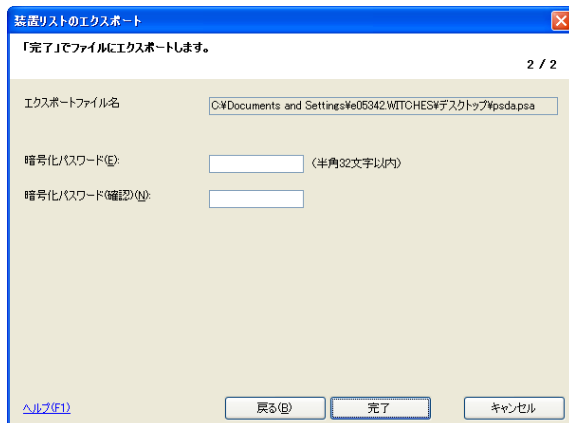 装置リストのエクスポート
「完了」でファイルにエクスポートします。
2 / 2
エクスポートファイル名
C:¥Documents and Settings¥e05342.WITCHES¥デスクトップ¥psda.psa
暗号化パスワード(E):
(半角32文字以内)
暗号化パスワード(確認)(N):
ヘルプ(F1)
戻る(B)
完了
キャンセル